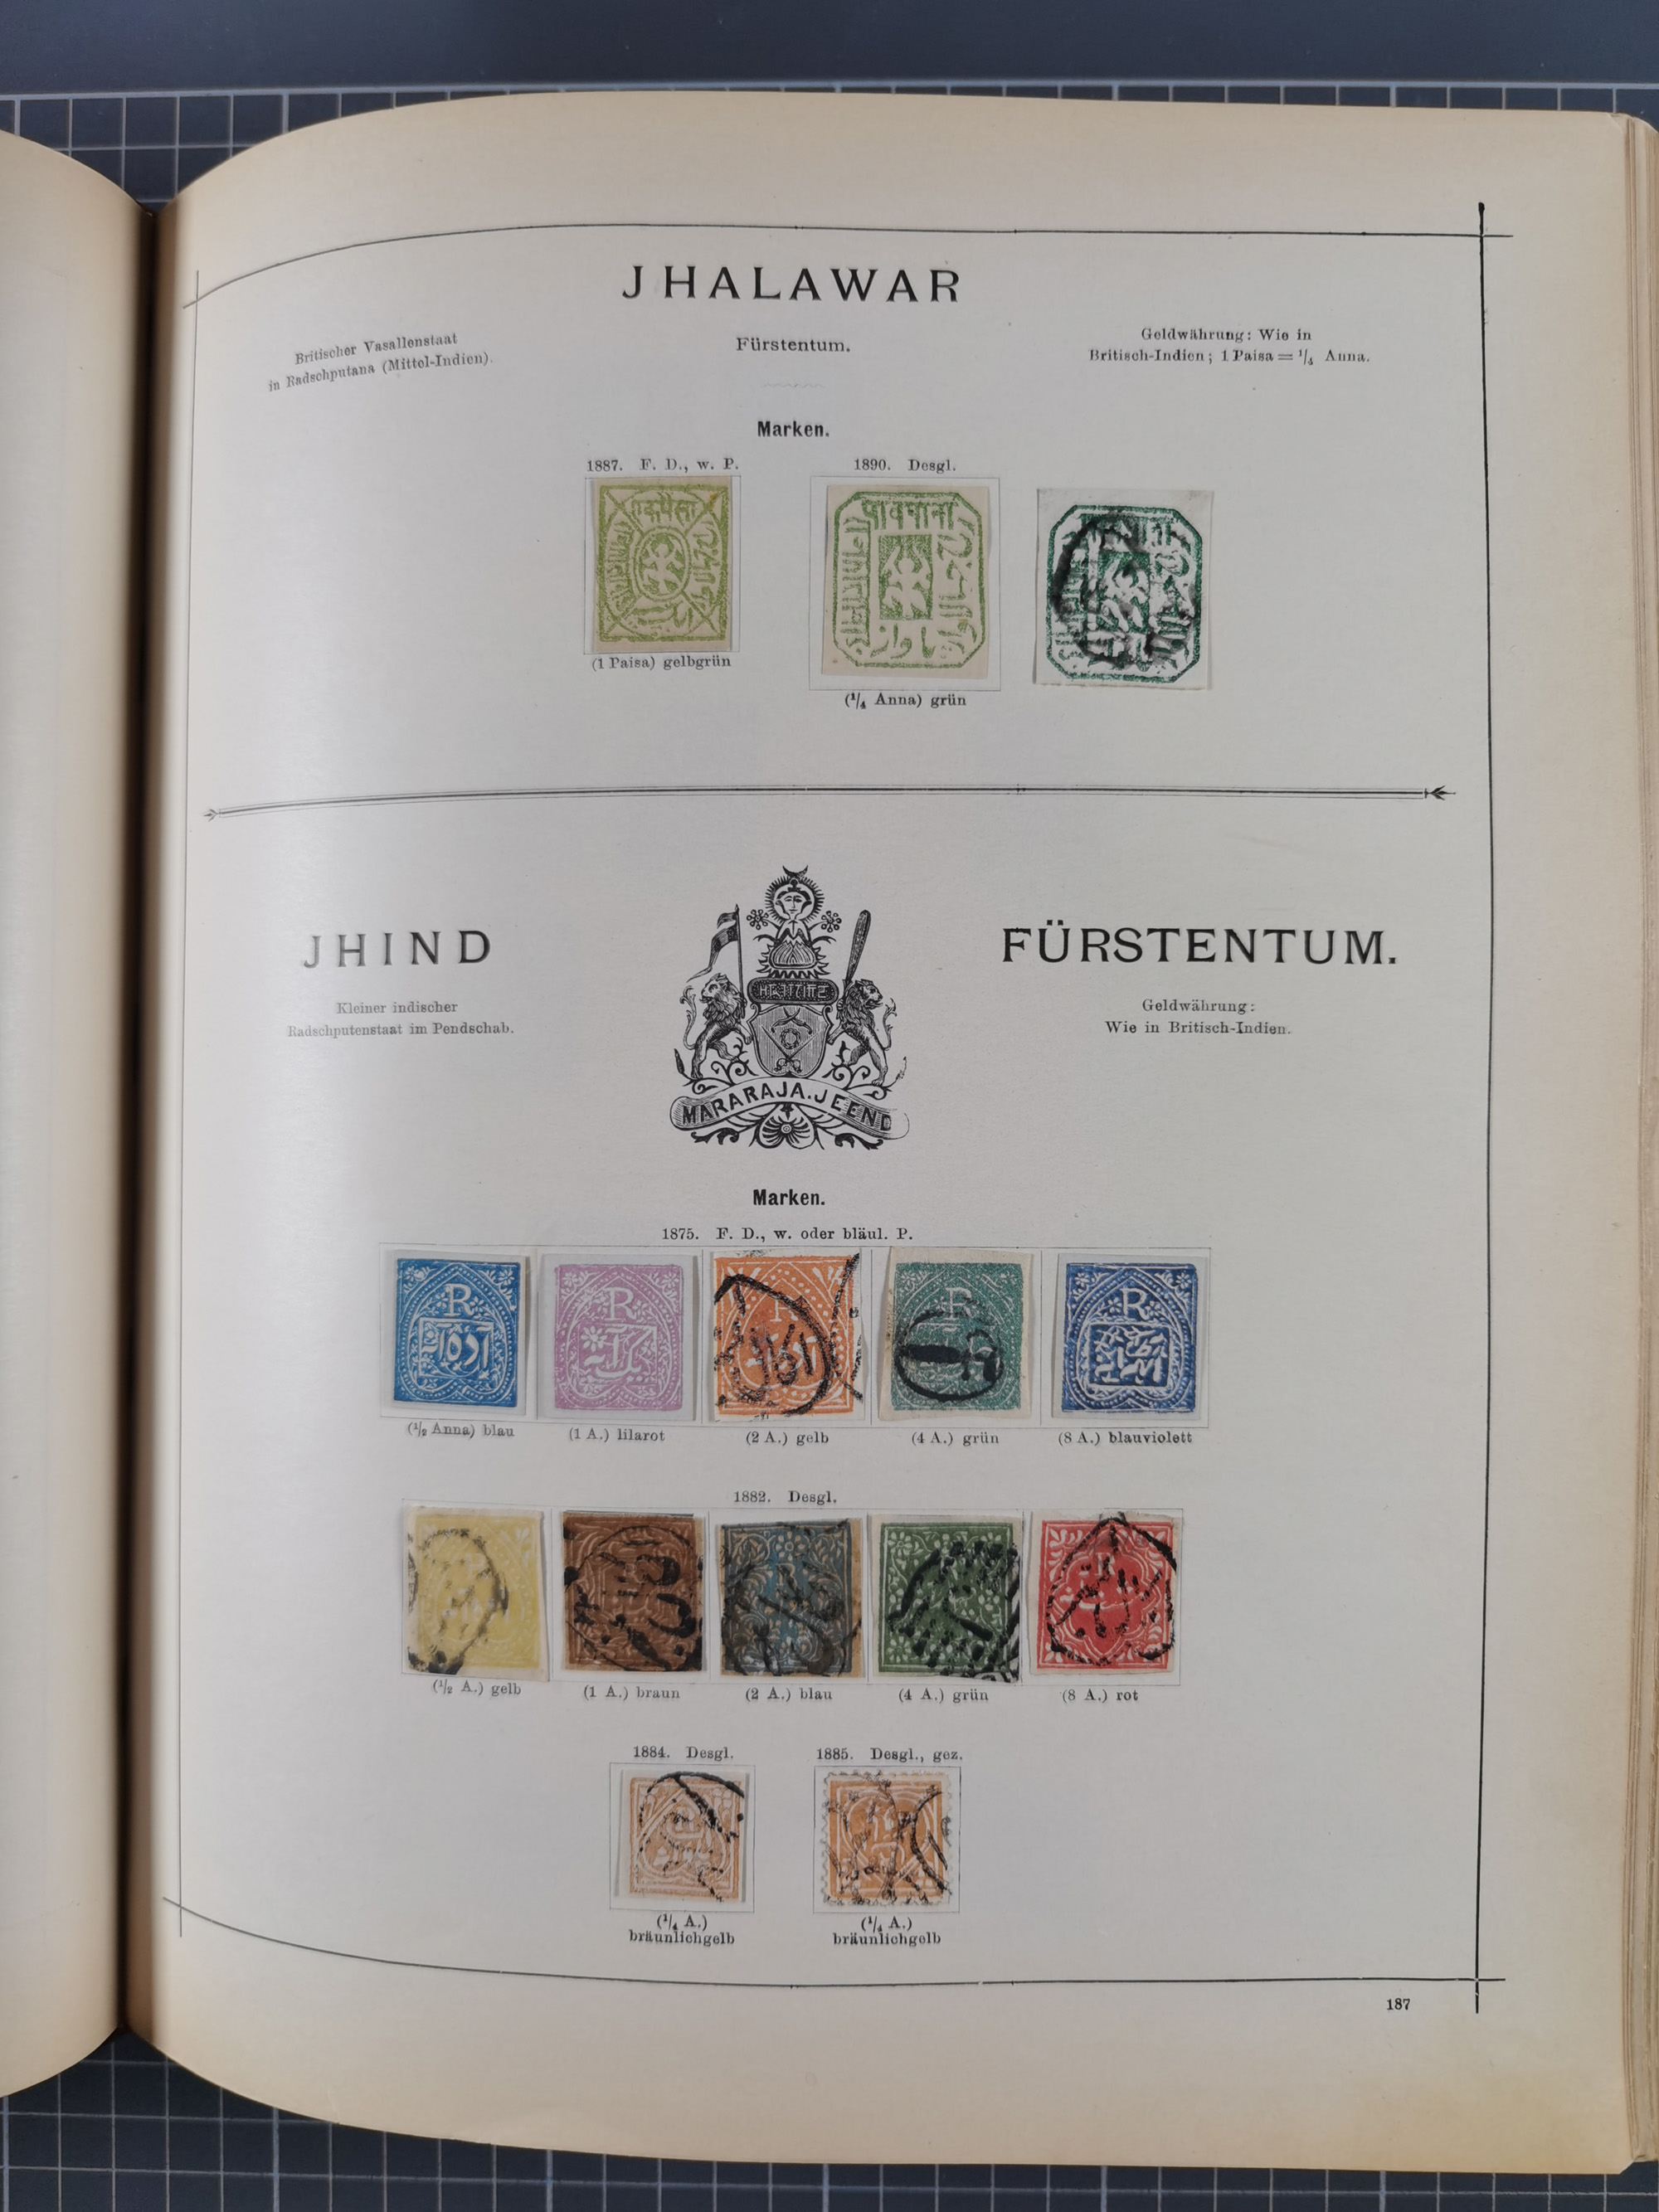 JHALAWAR
Britischer Vasallenstaat
in Radschputana (Mittel-Indien).
Fürstentum.
Geldwährung: Wie in
Britisch-Indien; 1 Paisa = 1/4 Anna.
Marken.
1887. F. D., w. P.
1890. Desgl.
(1 Paisa) gelbgrün
(1/4 Anna) grün
JHIND
FÜRSTENTUM.
Kleiner indischer
Radschputenstaat im Pendschab.
Geldwährung:
Wie in Britisch-Indien.
MARARAJA.JEEND
Marken.
1875. F. D., w. oder bläul. P.
R
R
R
R
R
(1/2 Anna) blau
(1 A.) lilarot
(2 A.) gelb
(4 A.) grün
(8 A.) blauviolett
1882. Desgl.
R
(1/2 A.) gelb
(1 A.) braun
(2 A.) blau
(4 A.) grün
(8 A.) rot
1884. Desgl.
1885. Desgl., gez.
(1/4 A.)
bräunlichgelb
(1/4 A.)
bräunlichgelb
187